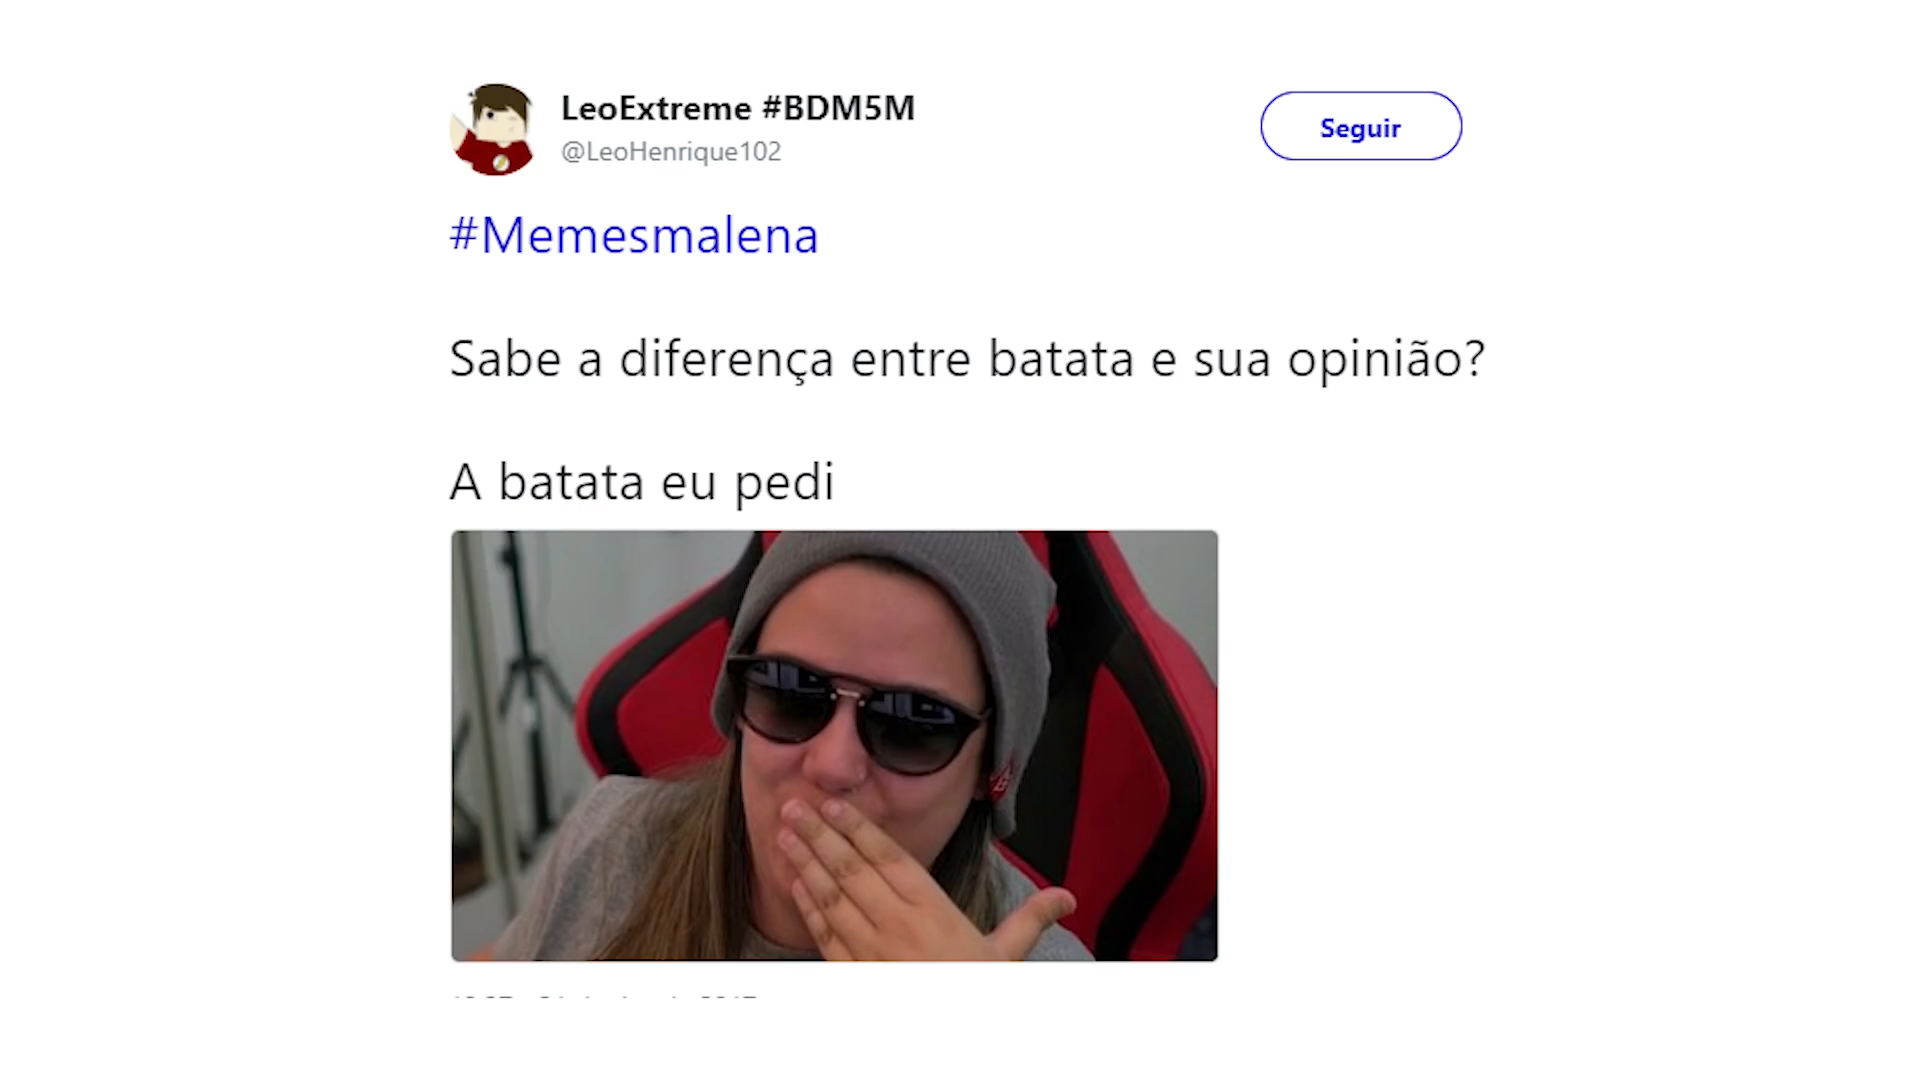 LeoExtreme #BDM5M
@LeoHenrique102
Seguir
#Memesmalena
Sabe a diferença entre batata e sua opinião?
A batata eu pedi